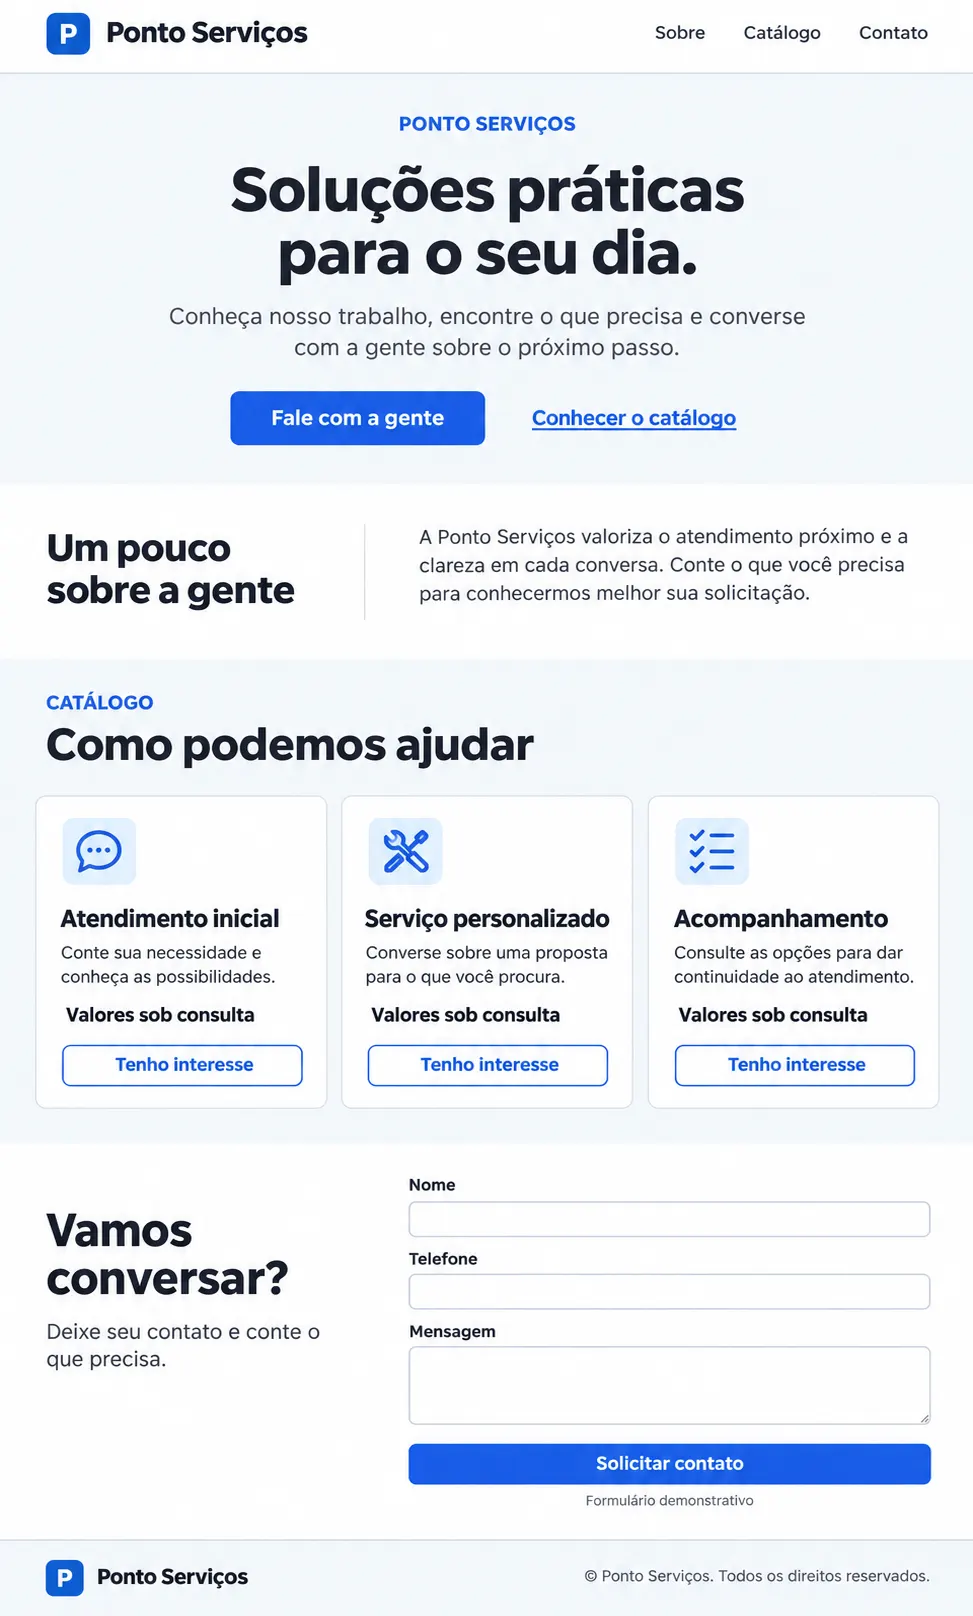 P Ponto Serviços
Sobre Catálogo Contato
PONTO SERVIÇOS
Soluções práticas
para o seu dia.
Conheça nosso trabalho, encontre o que precisa e converse
com a gente sobre o próximo passo.
Fale com a gente
Conhecer o catálogo
Um pouco
sobre a gente
A Ponto Serviços valoriza o atendimento próximo e a
clareza em cada conversa. Conte o que você precisa
para conhecermos melhor sua solicitação.
CATÁLOGO
Como podemos ajudar
Atendimento inicial
Conte sua necessidade e
conheça as possibilidades.
Valores sob consulta
Tenho interesse
Serviço personalizado
Converse sobre uma proposta
para o que você procura.
Valores sob consulta
Tenho interesse
Acompanhamento
Consulte as opções para dar
continuidade ao atendimento.
Valores sob consulta
Tenho interesse
Vamos
conversar?
Deixe seu contato e conte o
que precisa.
Nome
Telefone
Mensagem
Solicitar contato
Formulário demonstrativo
P Ponto Serviços
© Ponto Serviços. Todos os direitos reservados.